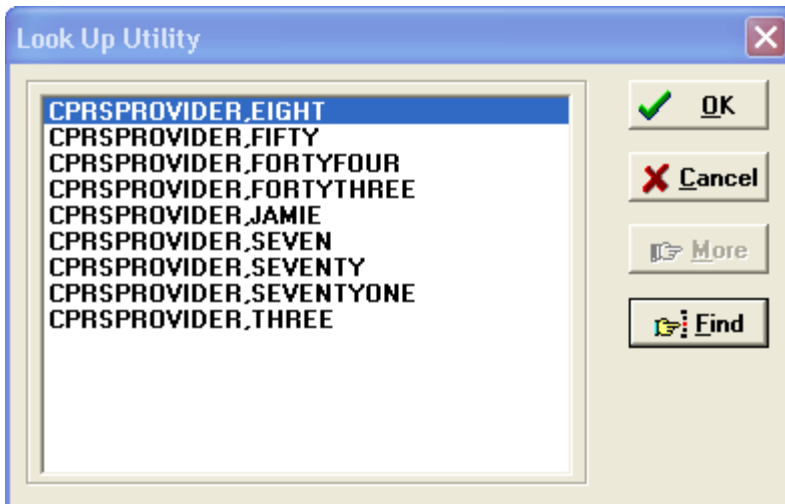 Look Up Utility
CPRSPROVIDER,EIGHT
CPRSPROVIDER,FIFTY
CPRSPROVIDER,FORTYFOUR
CPRSPROVIDER,FORTYTHREE
CPRSPROVIDER,JAMIE
CPRSPROVIDER,SEVEN
CPRSPROVIDER,SEVENTY
CPRSPROVIDER,SEVENTYONE
CPRSPROVIDER,THREE
OK
Cancel
More
Find